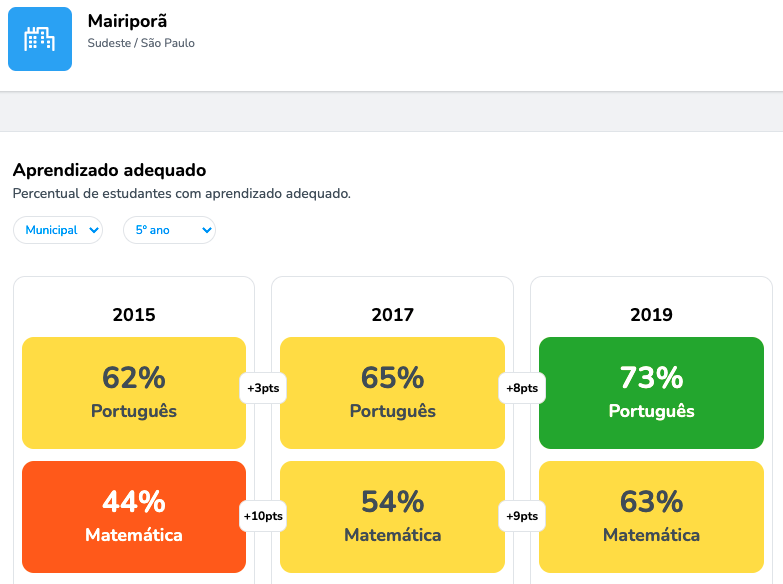 Mairiporã
Sudeste / São Paulo
Aprendizado adequado
Percentual de estudantes com aprendizado adequado.
Municipal
5º ano
2015
2017
2019
62%
Português
+3pts
65%
Português
+8pts
73%
Português
44%
Matemática
+10pts
54%
Matemática
+9pts
63%
Matemática